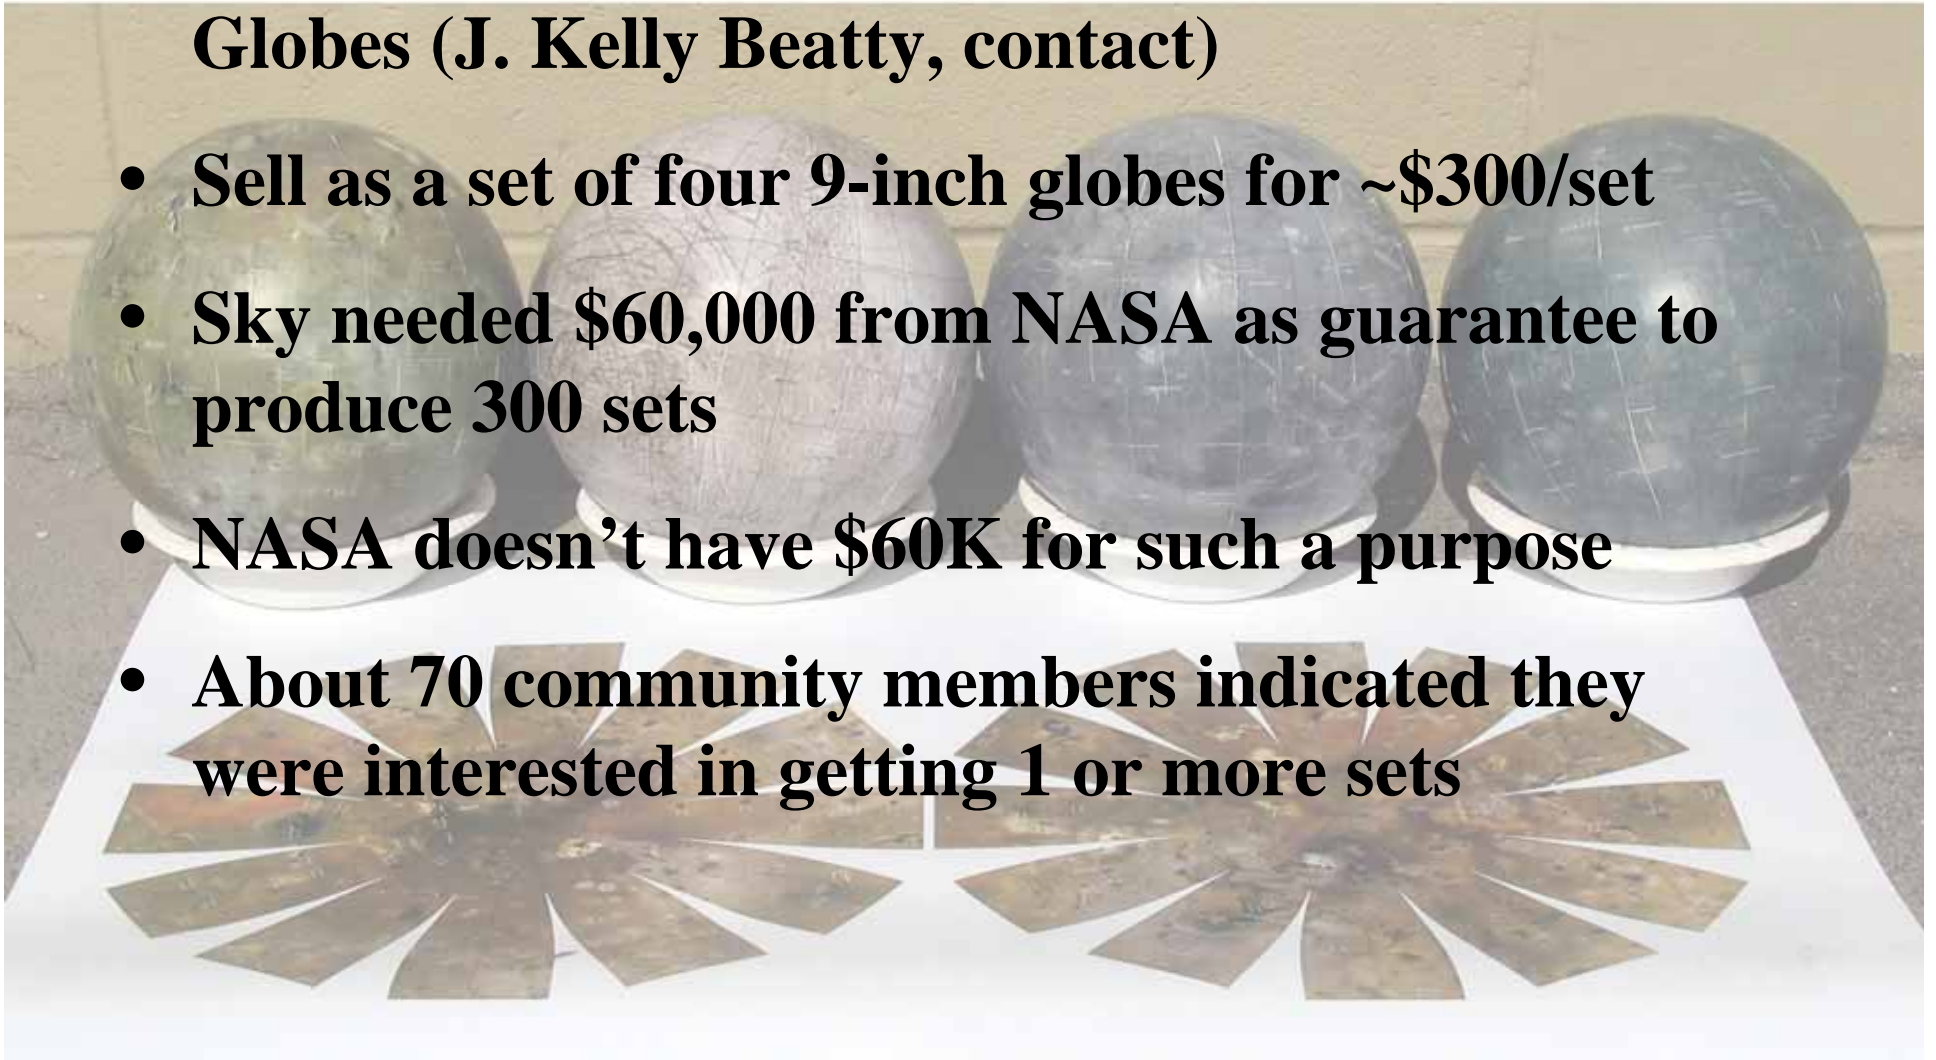 Globes (J. Kelly Beatty, contact)
• Sell as a set of four 9-inch globes for ~$300/set
• Sky needed $60,000 from NASA as guarantee to
produce 300 sets
• NASA doesn’t have $60K for such a purpose
• About 70 community members indicated they
were interested in getting 1 or more sets